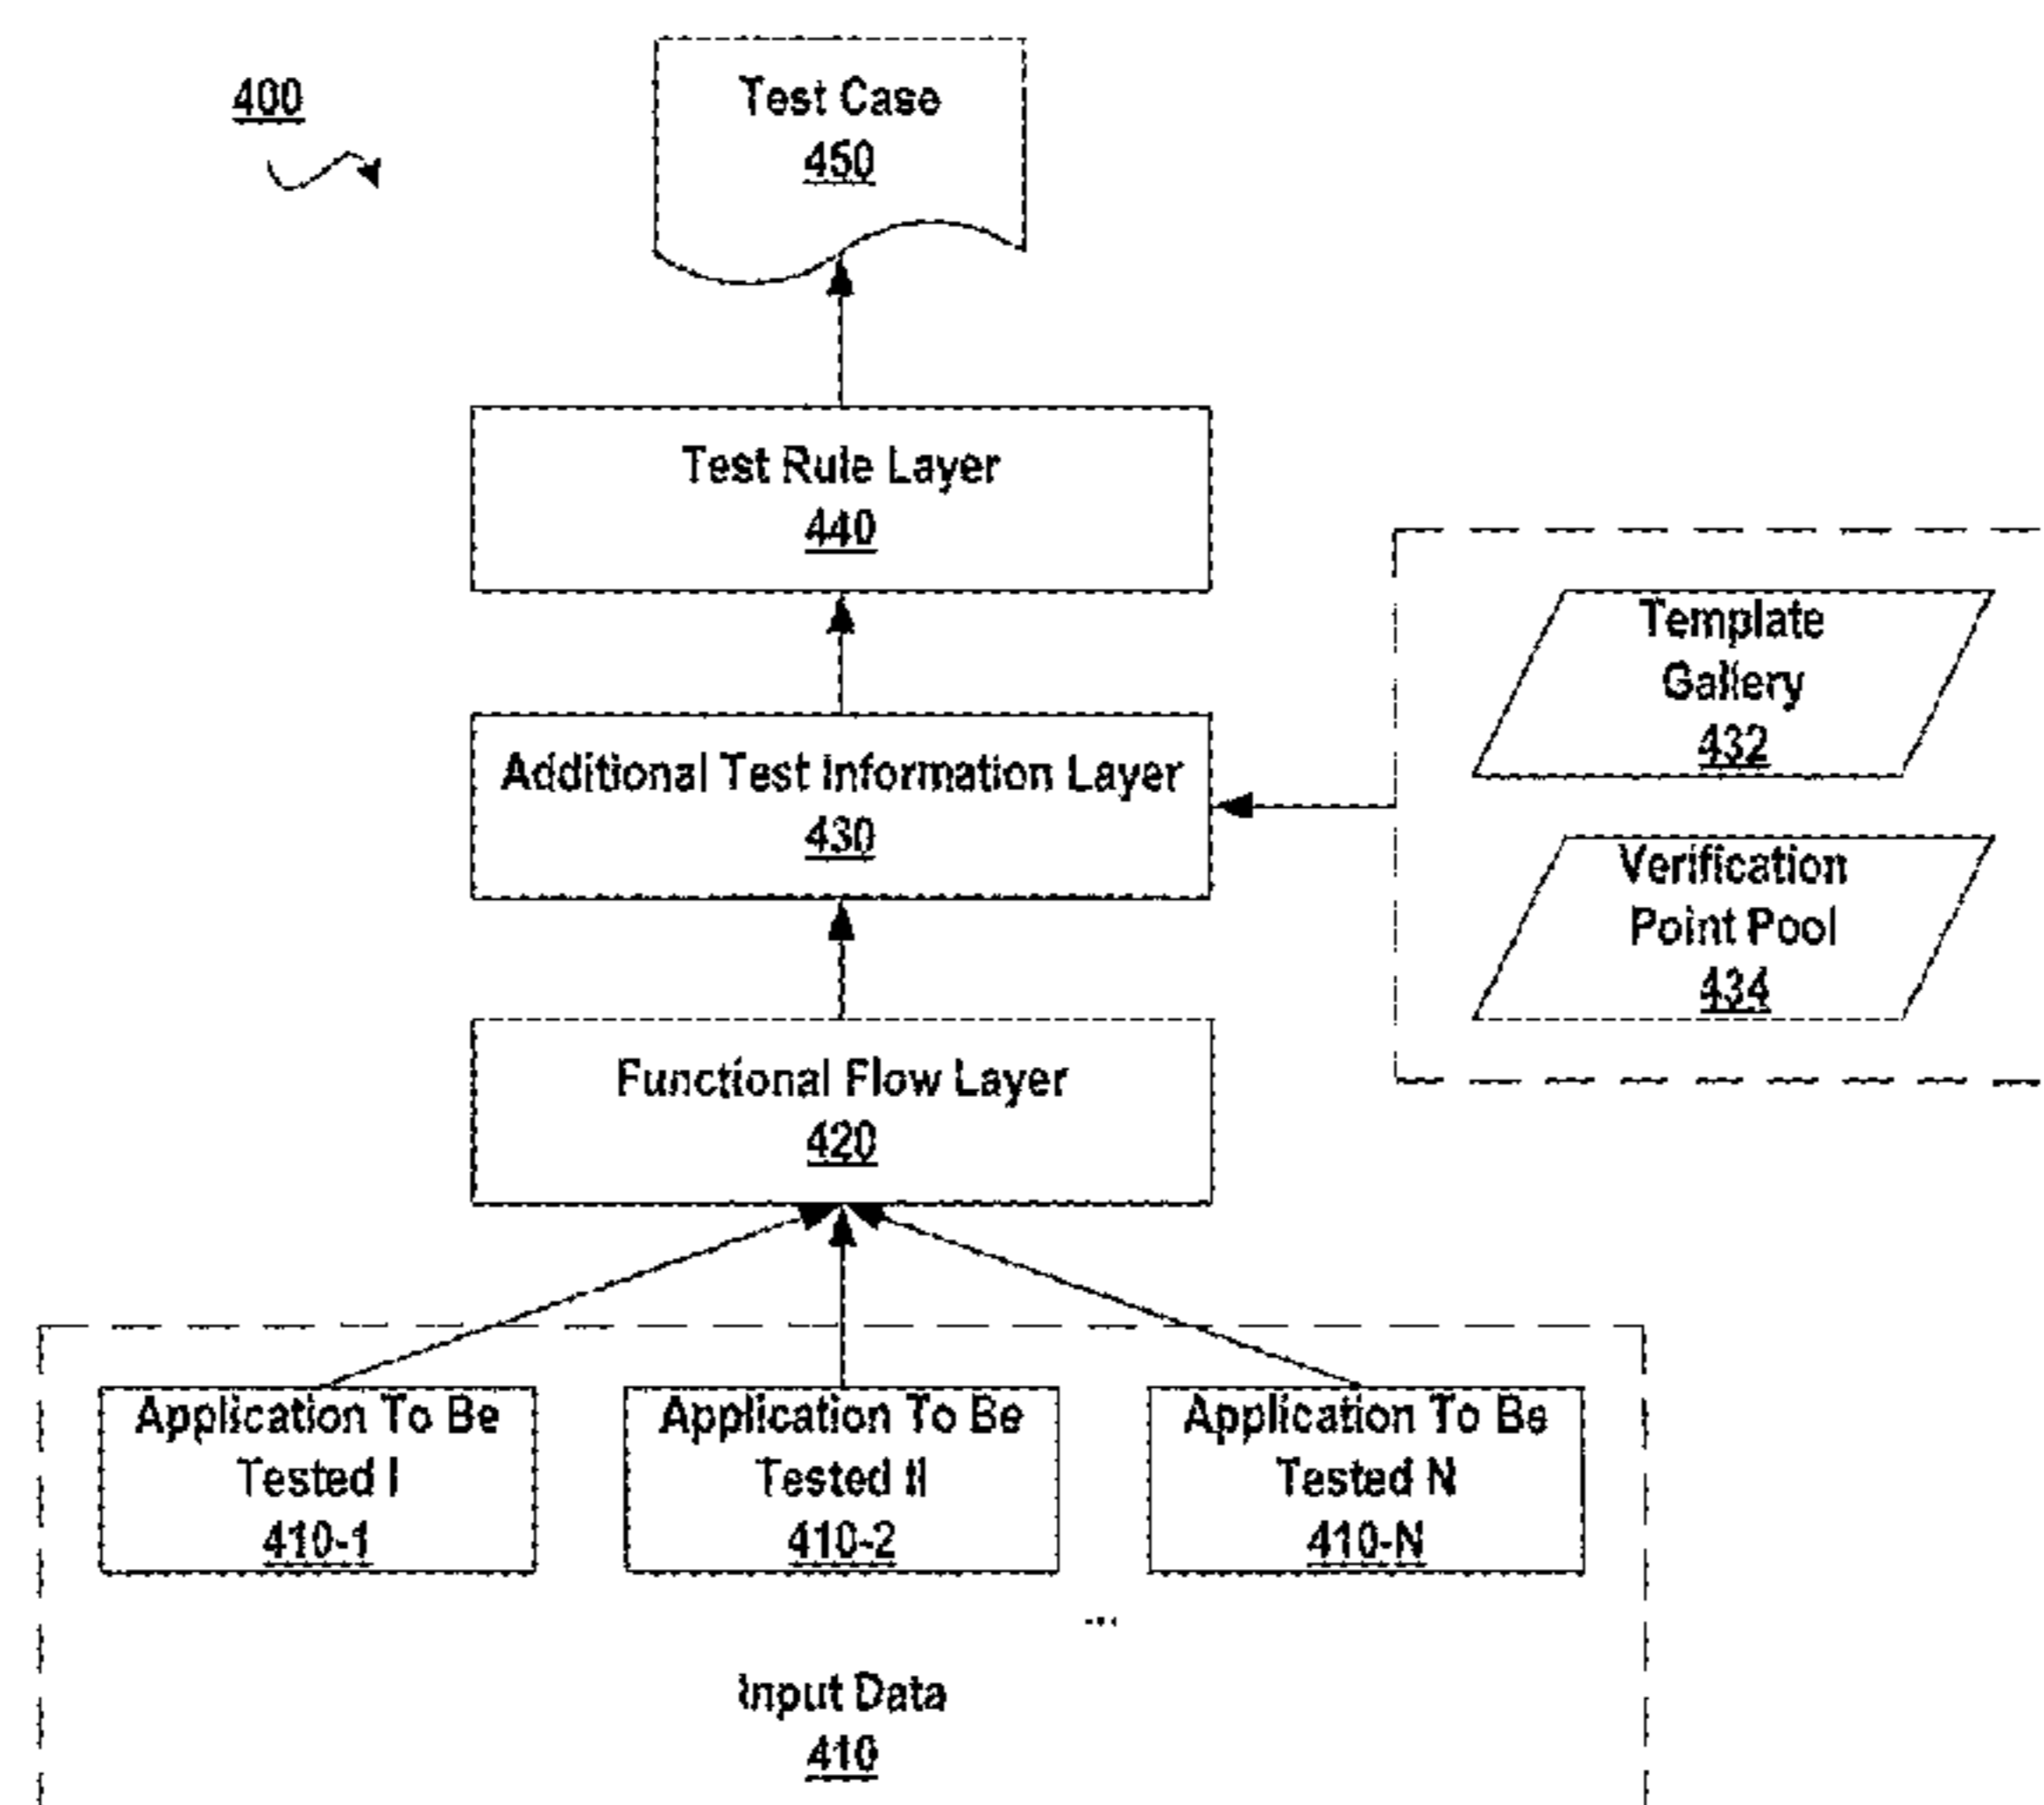 400
Test Case
450
Test Rule Layer
440
Template
Gallery
432
Additional Test Information Layer
430
Verification
Point Pool
434
Functional Flow Layer
420
Application To Be
Tested I
410-1
Application To Be
Tested II
410-2
Application To Be
Tested N
410-N
...
Input Data
410